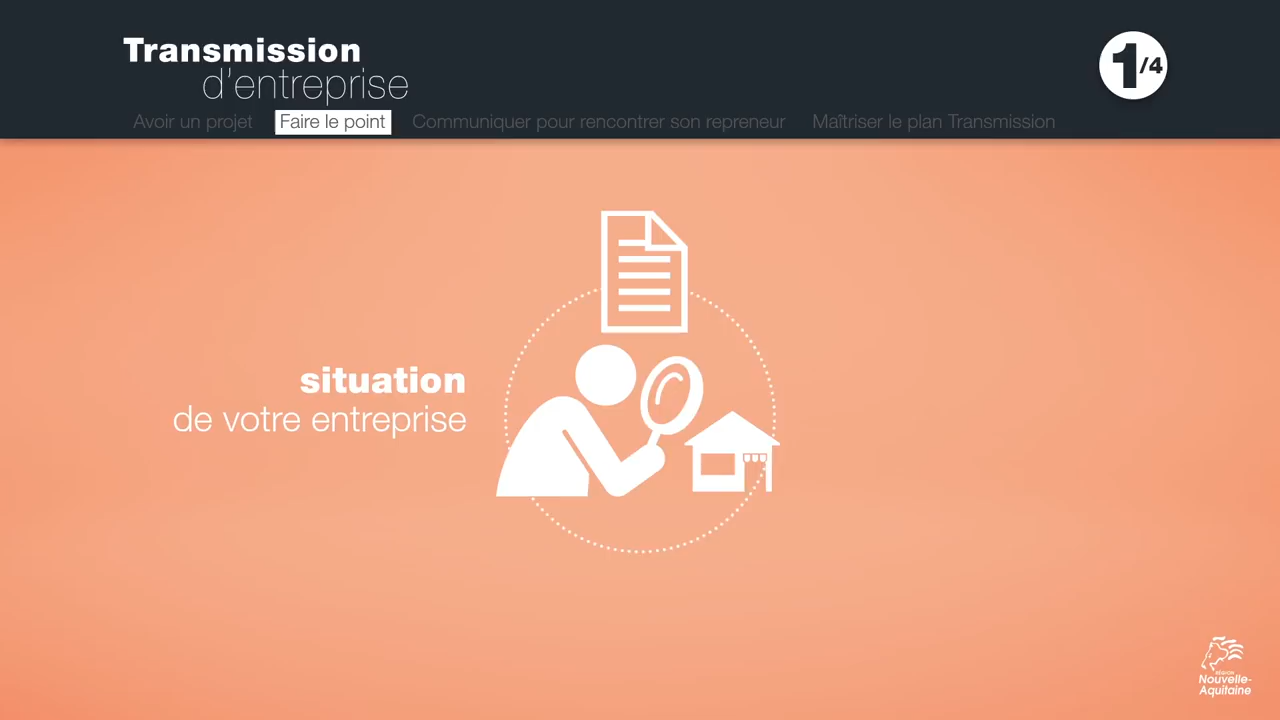 Transmission
d'entreprise
1/4
Avoir un projet Faire le point Communiquer pour rencontrer son repreneur Maîtriser le plan Transmission
situation
de votre entreprise
RÉGION
Nouvelle-
Aquitaine